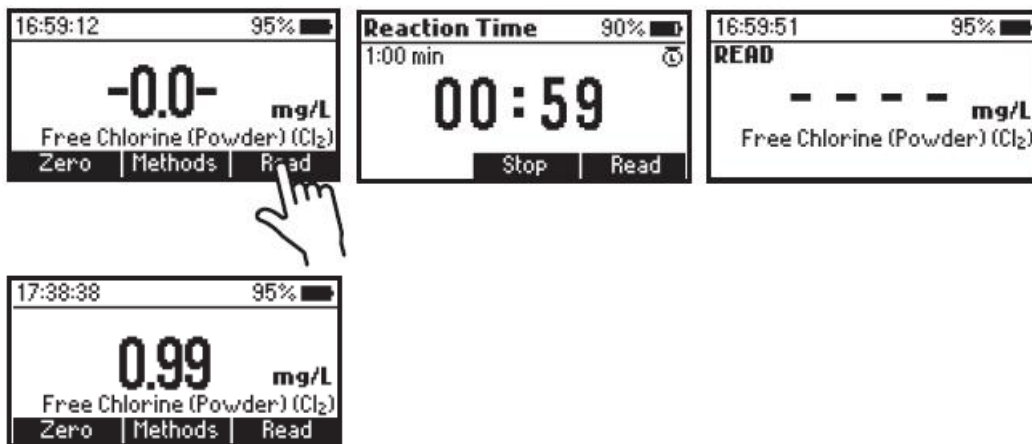 16:59:12 95%
-0.0- mg/L
Free Chlorine (Powder) (Cl₂)
Zero Methods Read
Reaction Time 90%
1:00 min
00:59
Stop Read
16:59:51 95%
READ
- - - - mg/L
Free Chlorine (Powder) (Cl₂)
17:38:38 95%
0.99 mg/L
Free Chlorine (Powder) (Cl₂)
Zero Methods Read